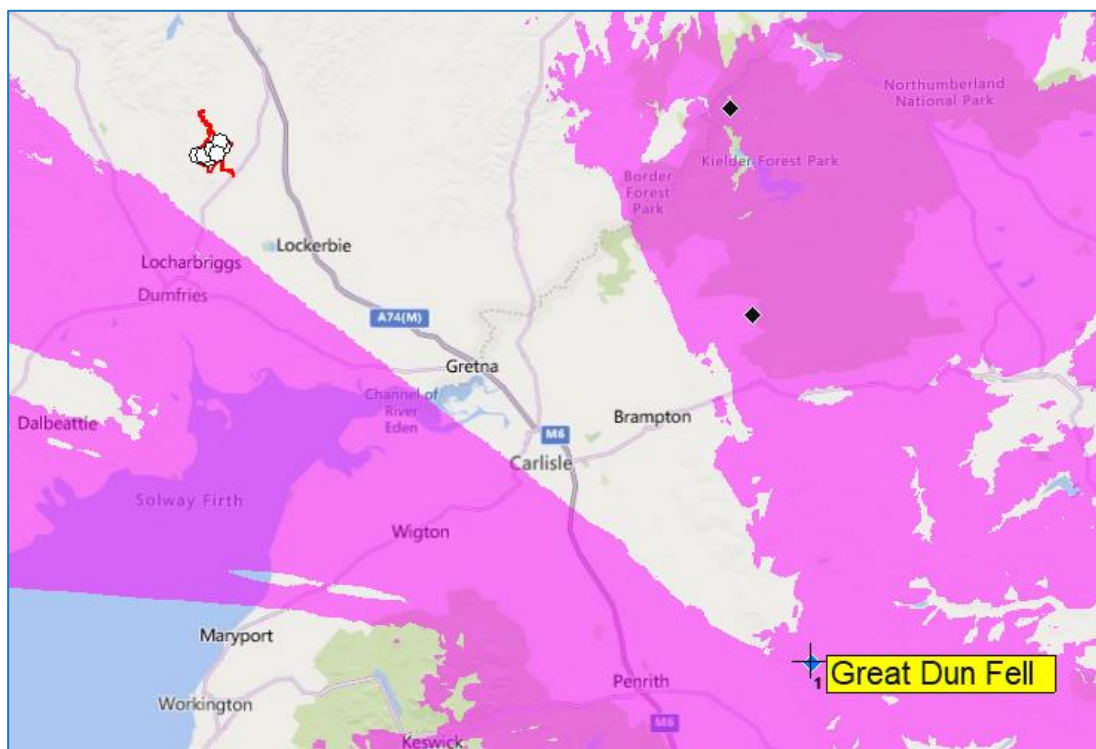 Northumberland
National Park
Kielder Forest Park
Border
Forest
Park
Lockerbie
Locharbriggs
Dumfries
A74(M)
Gretna
Channel of
River
Eden
Brampton
Dalbeattie
M6
Carlisle
Solway Firth
Wigton
Maryport
Great Dun Fell
1
Penrith
Workington
M6
Keswick